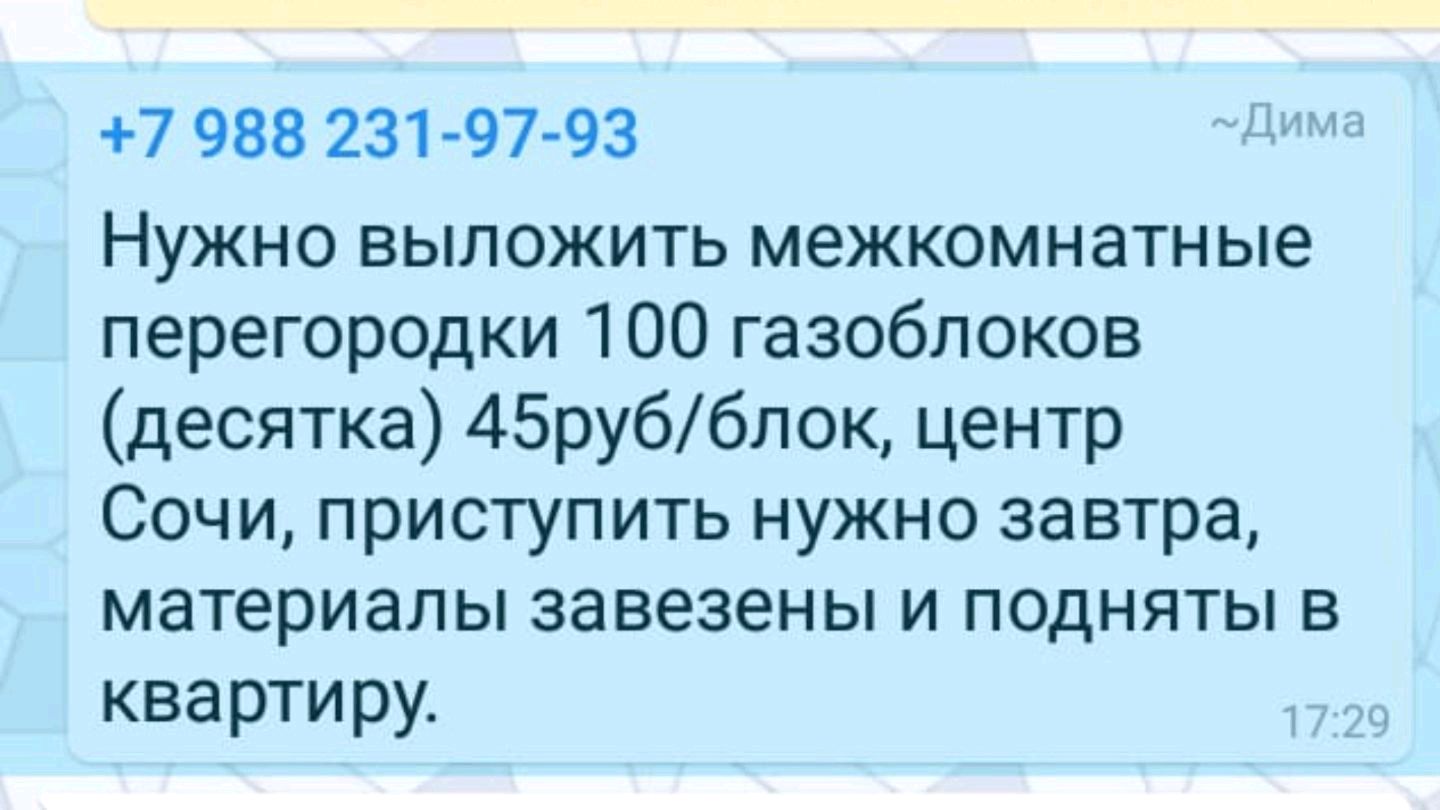 +7 988 231-97-93 ~Дима
Нужно выложить межкомнатные
перегородки 100 газоблоков
(десятка) 45руб/блок, центр
Сочи, приступить нужно завтра,
материалы завезены и подняты в
квартиру.
17:29